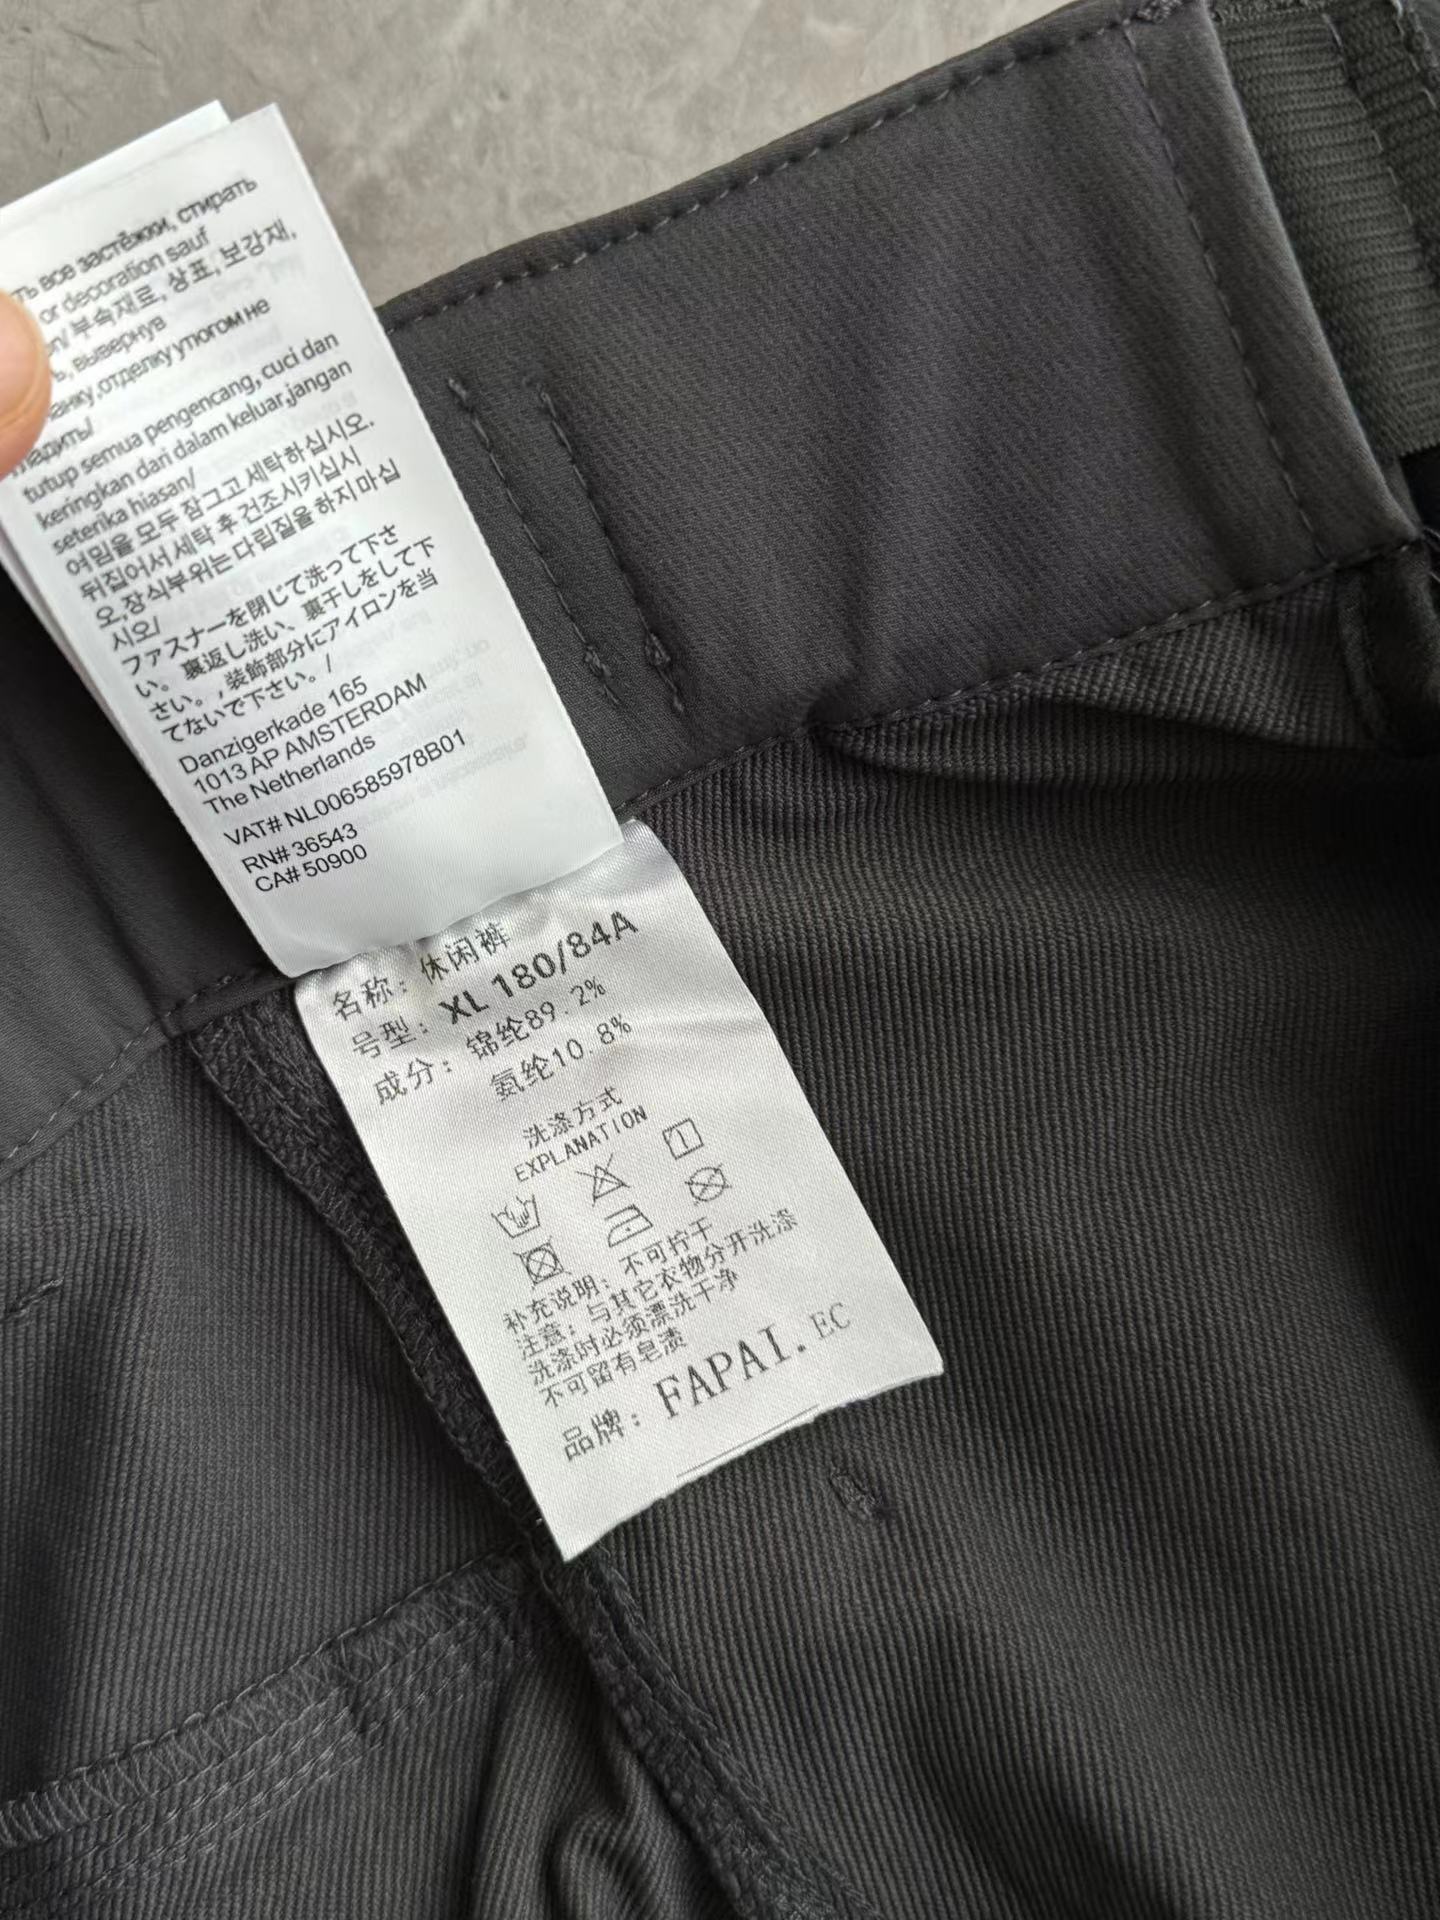 ть все застёжки, стирать
or decoration sauf
부속재료, 상표, 보강재,
ь, вывернув
отделку утюгом не
гладить/
tutup semua pengencang, cuci dan
keringkan dari dalam keluar,jangan
seterika hiasan/
여밈을 모두 잠그고 세탁하십시오.
뒤집어서 세탁 후 건조시키십시
오,장식부위는 다림질을 하지 마십
시오/
ファスナーを閉じて洗って下さ
い。裏返し洗い、裏干しをして下
さい。,装飾部分にアイロンを当
てないで下さい。/
Danzigerkade 165
1013 AP AMSTERDAM
The Netherlands
VAT# NL006585978B01
RN# 36543
CA# 50900
名称: 休闲裤
号型: XL 180/84A
成分: 锦纶89.2%
氨纶10.8%
洗涤方式
EXPLANATION
补充说明: 不可拧干
注意: 与其它衣物分开洗涤
洗涤时必须漂洗干净
不可留有皂渍
品牌: FAPAI.EC